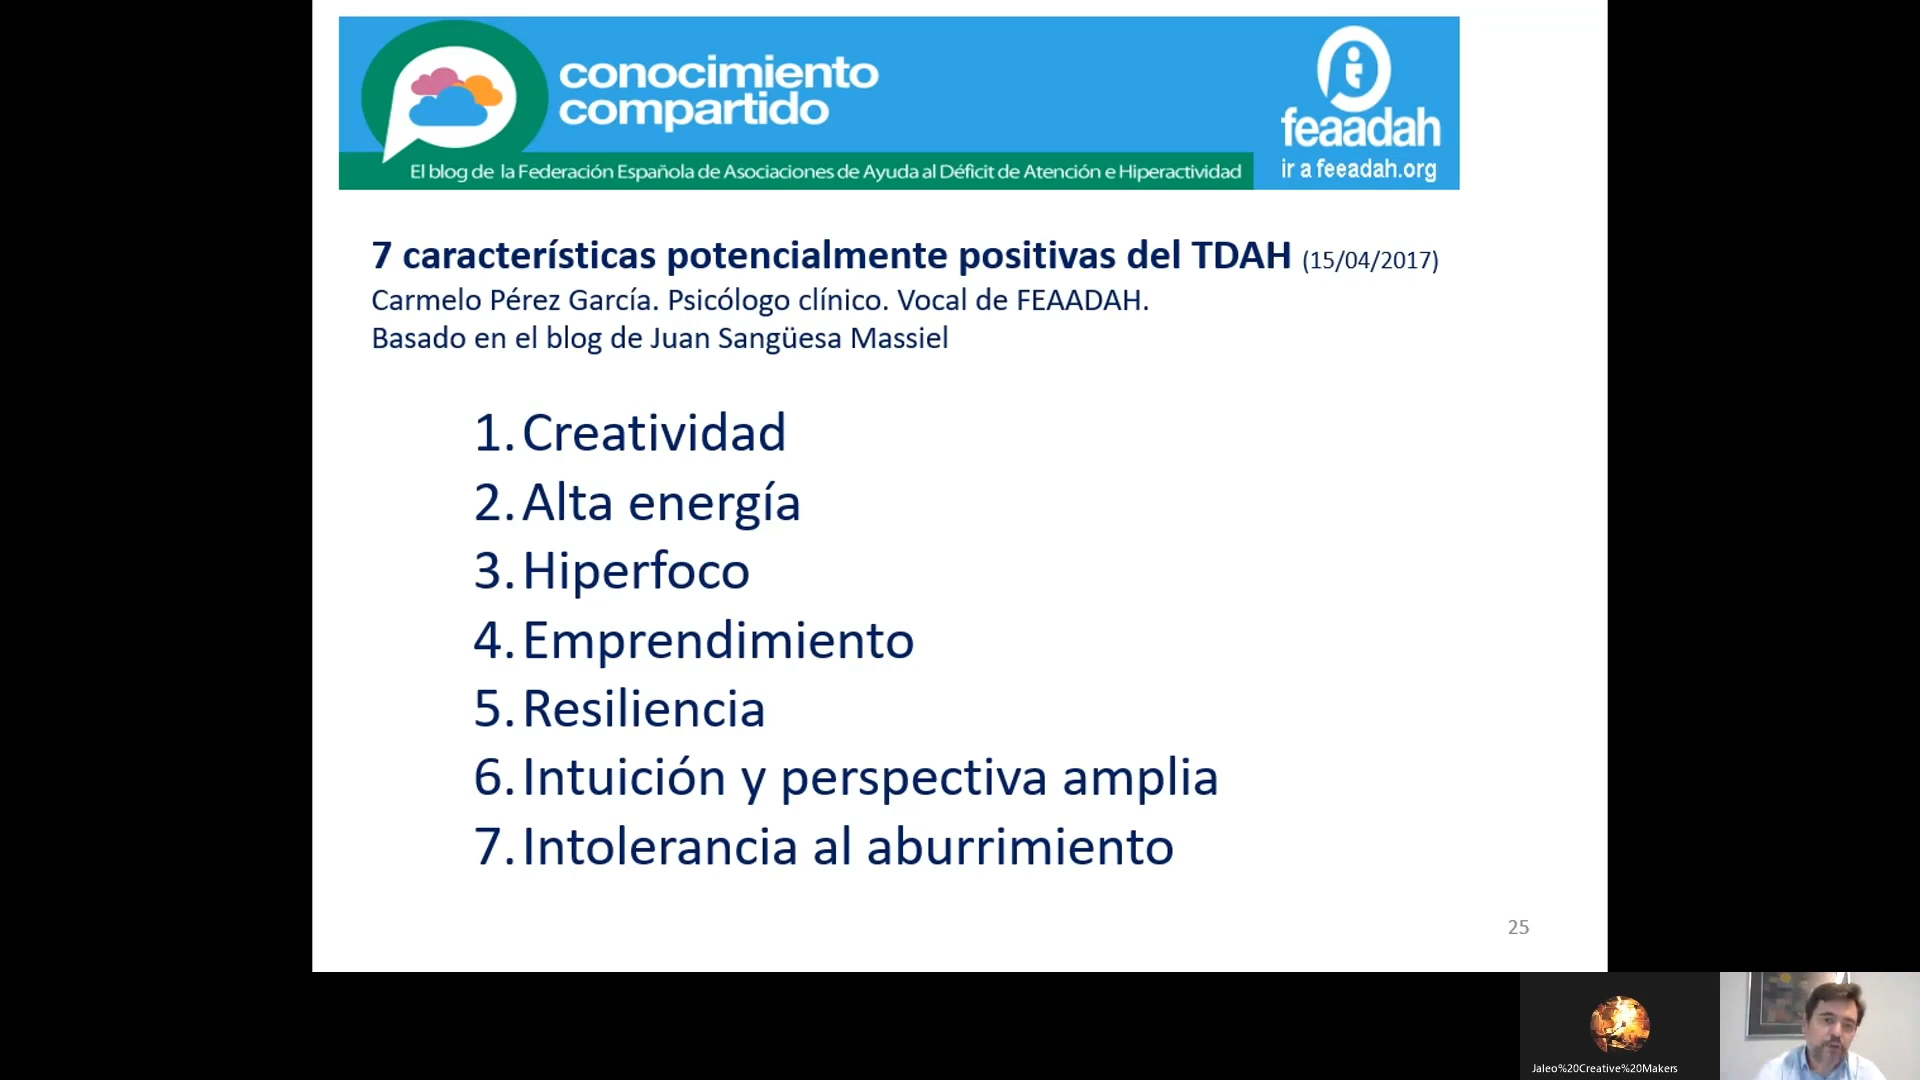 conocimiento
compartido
El blog de la Federación Española de Asociaciones de Ayuda al Déficit de Atención e Hiperactividad
feaadah
ir a feeadah.org
7 características potencialmente positivas del TDAH (15/04/2017)
Carmelo Pérez García. Psicólogo clínico. Vocal de FEAADAH.
Basado en el blog de Juan Sangüesa Massiel
1. Creatividad
2. Alta energía
3. Hiperfoco
4. Emprendimiento
5. Resiliencia
6. Intuición y perspectiva amplia
7. Intolerancia al aburrimiento
25
Jaleo%20Creative%20Makers